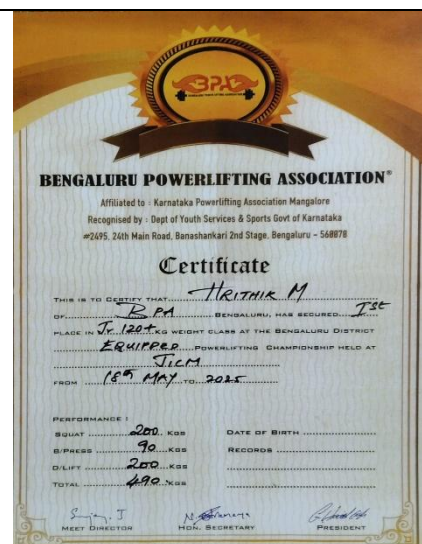 BPA
BENGALURU POWERLIFTING ASSOCIATION®
Affiliated to : Karnataka Powerlifting Association Mangalore
Recognised by : Dept of Youth Services & Sports Govt of Karnataka
#2495, 24th Main Road, Banashankari 2nd Stage, Bengaluru - 560070
Certificate
THIS IS TO CERTIFY THAT HRITHIK M
OF BPA BENGALURU, HAS SECURED Ist
PLACE IN Jr 120+ KG WEIGHT CLASS AT THE BENGALURU DISTRICT
EQUIPPED POWERLIFTING CHAMPIONSHIP HELD AT
FROM 18th MAY TO 2025
PERFORMANCE :
SQUAT 200 KGS DATE OF BIRTH
B/PRESS 90 KGS RECORDS
D/LIFT 200 KGS
TOTAL 490 KGS
MEET DIRECTOR HON. SECRETARY PRESIDENT